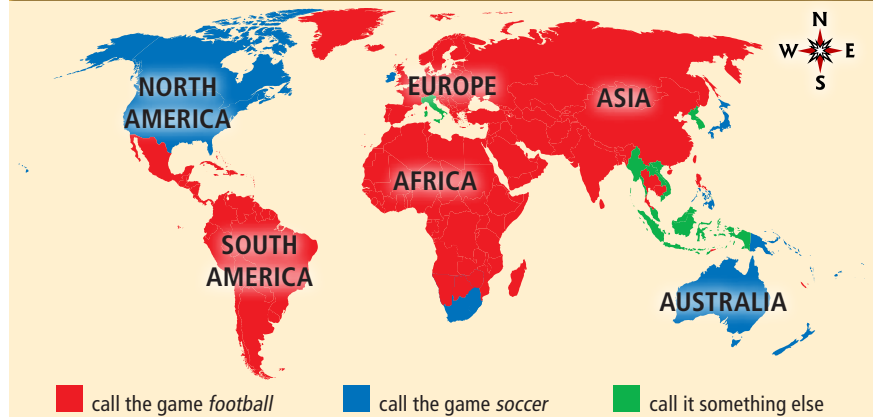 N
W E
S
NORTH
AMERICA
EUROPE
ASIA
AFRICA
SOUTH
AMERICA
AUSTRALIA
call the game football
call the game soccer
call it something else